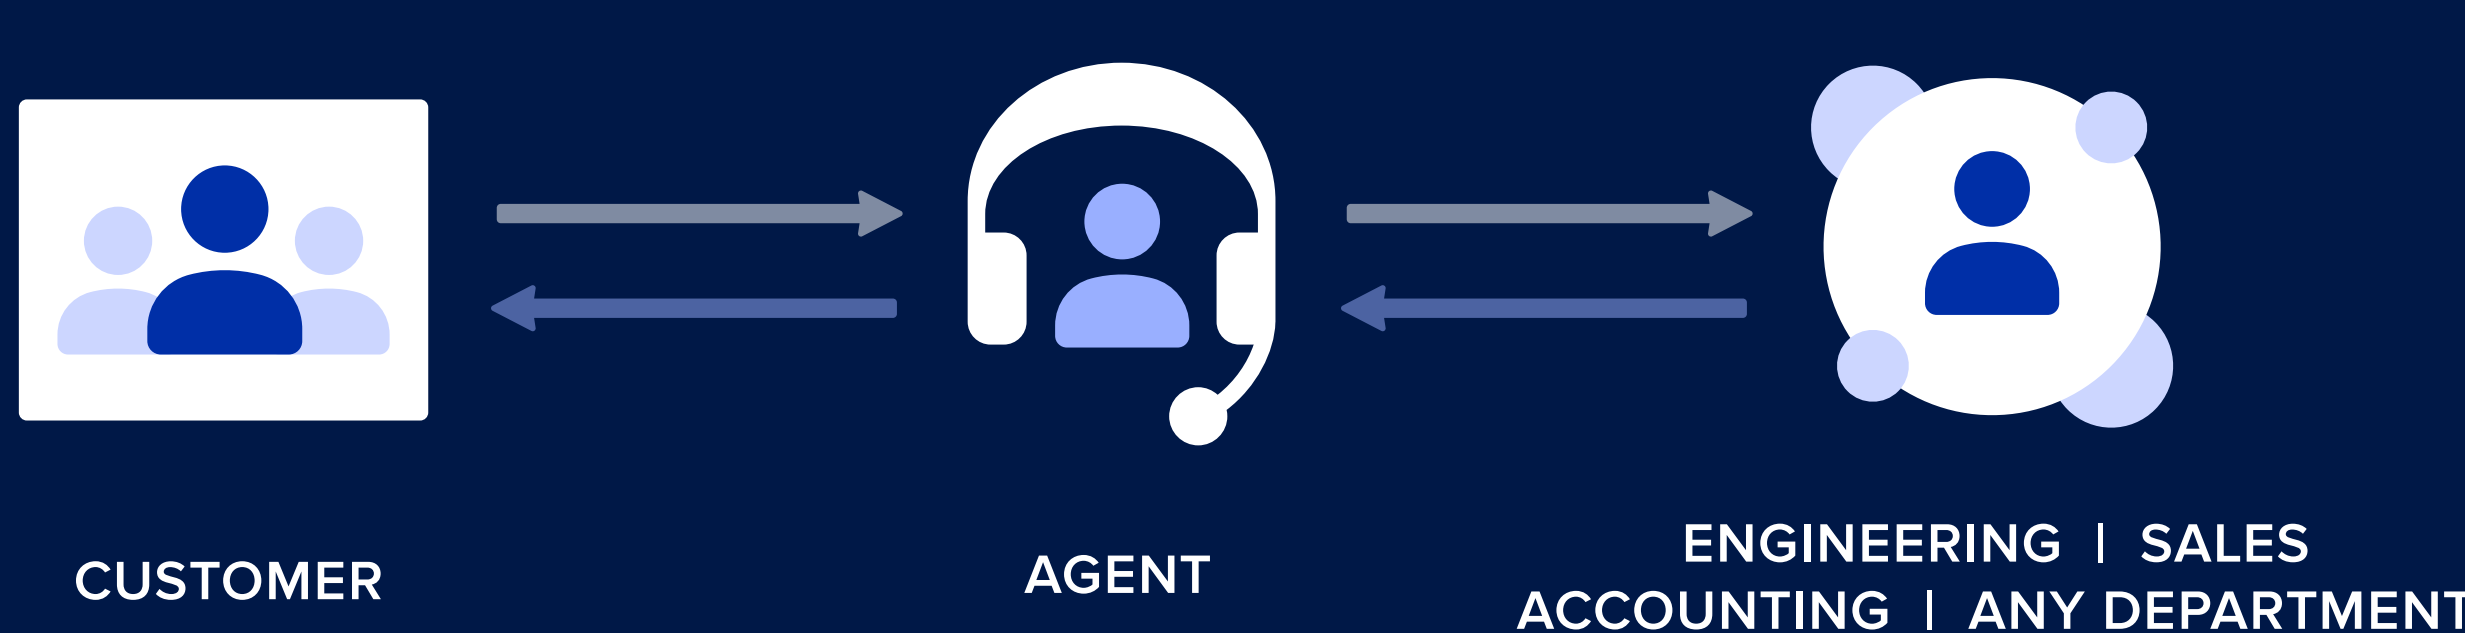 CUSTOMER
AGENT
ENGINEERING | SALES
ACCOUNTING | ANY DEPARTMENT